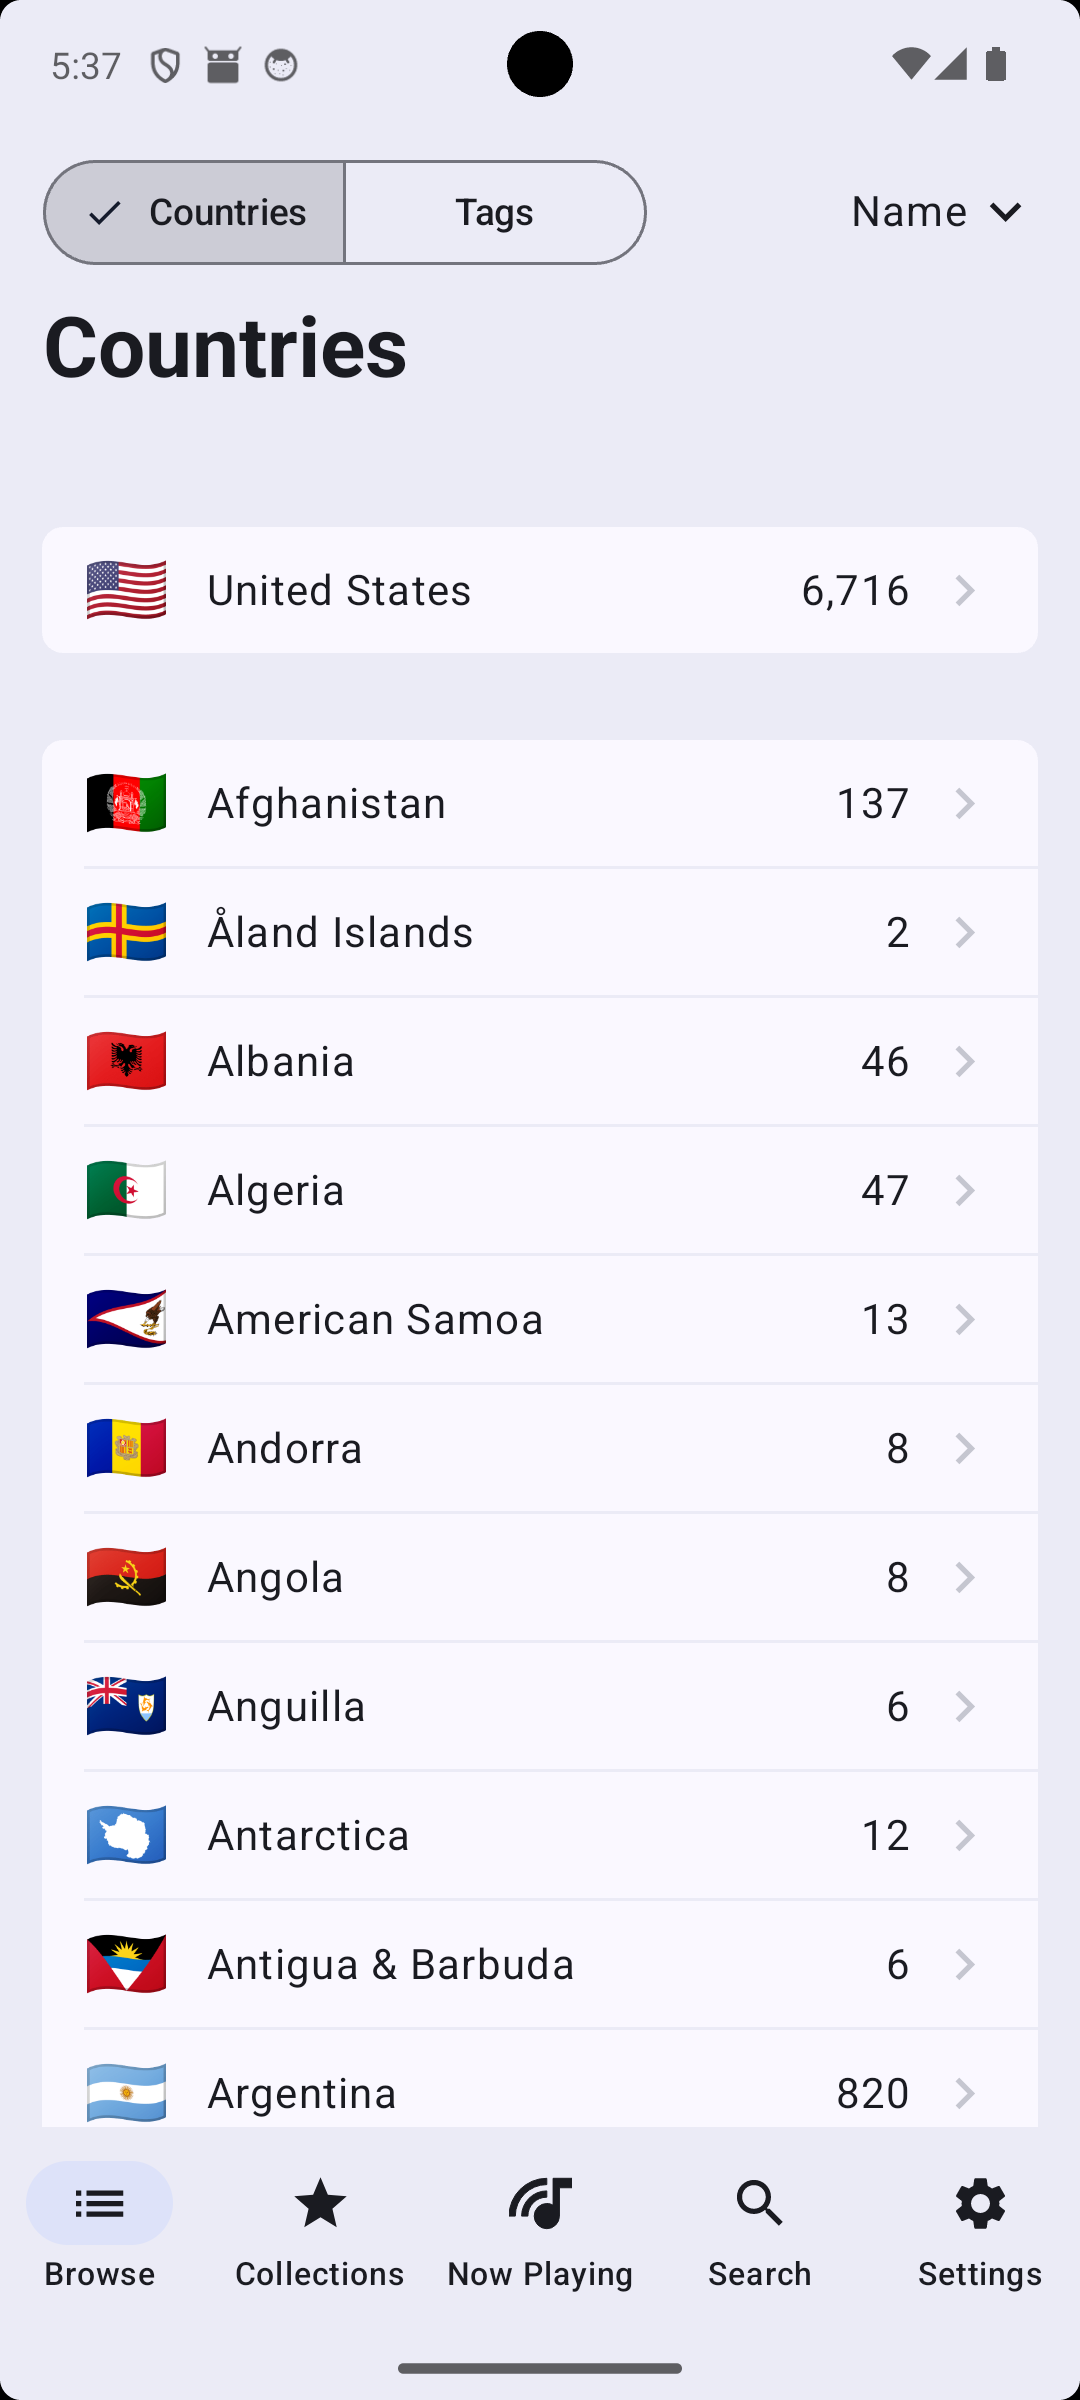 5:37
Countries Tags Name
Countries
United States 6,716
Afghanistan 137
Åland Islands 2
Albania 46
Algeria 47
American Samoa 13
Andorra 8
Angola 8
Anguilla 6
Antarctica 12
Antigua & Barbuda 6
Argentina 820
Browse Collections Now Playing Search Settings